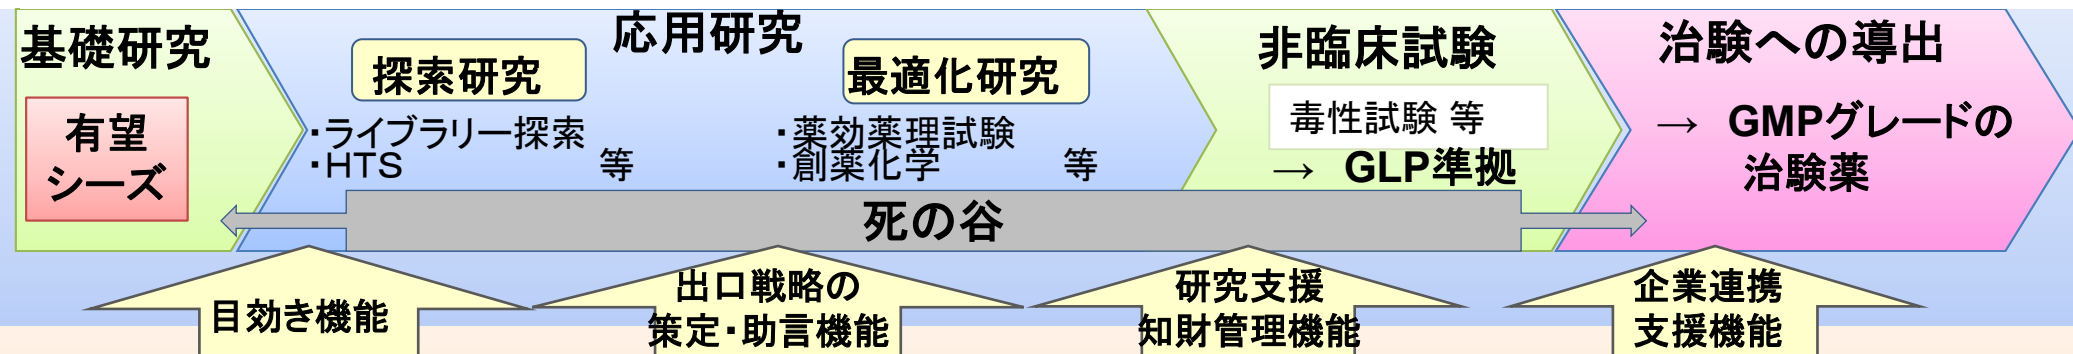 基礎研究
有望
シーズ
応用研究
探索研究
・ライブラリー探索
・HTS 等
最適化研究
・薬効薬理試験
・創薬化学 等
非臨床試験
毒性試験 等
→ GLP準拠
治験への導出
→ GMPグレードの
治験薬
死の谷
目効き機能
出口戦略の
策定・助言機能
研究支援
知財管理機能
企業連携
支援機能